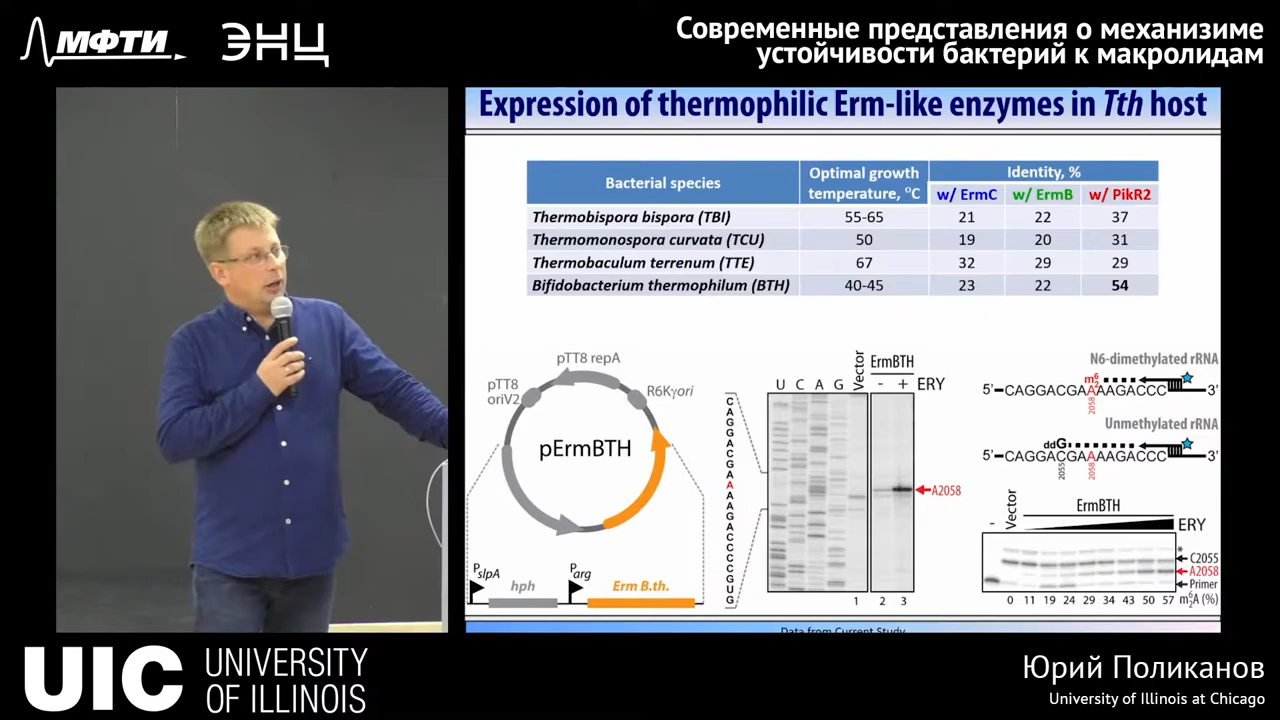 МФТИ ЭНЦ
Современные представления о механизиме
устойчивости бактерий к макролидам
Expression of thermophilic Erm-like enzymes in Tth host
Bacterial species
Optimal growth
temperature, °C
Identity, %
w/ ErmC w/ ErmB w/ PikR2
Thermobispora bispora (TBI) 55-65 21 22 37
Thermomonospora curvata (TCU) 50 19 20 31
Thermobaculum terrenum (TTE) 67 32 29 29
Bifidobacterium thermophilum (BTH) 40-45 23 22 54
pTT8 repA
pTT8
oriV2
R6Kγori
pErmBTH
PslpA
hph
Parg
Erm B.th.
CAGGACGAAAGACCCCGUG
U C A G
Vector
ErmBTH
- + ERY
A2058
1 2 3
N6-dimethylated rRNA
m⁶₂
5'-CAGGACGAAAAGACCC 3'
2058
Unmethylated rRNA
ddG
5'-CAGGACGAAAAGACCC 3'
2055
2058
- Vector
ErmBTH
ERY
*
C2055
A2058
Primer
0 11 19 24 29 34 43 50 57 m⁶₂A (%)
Data from Current Study
UIC UNIVERSITY
OF ILLINOIS
Юрий Поликанов
University of Illinois at Chicago